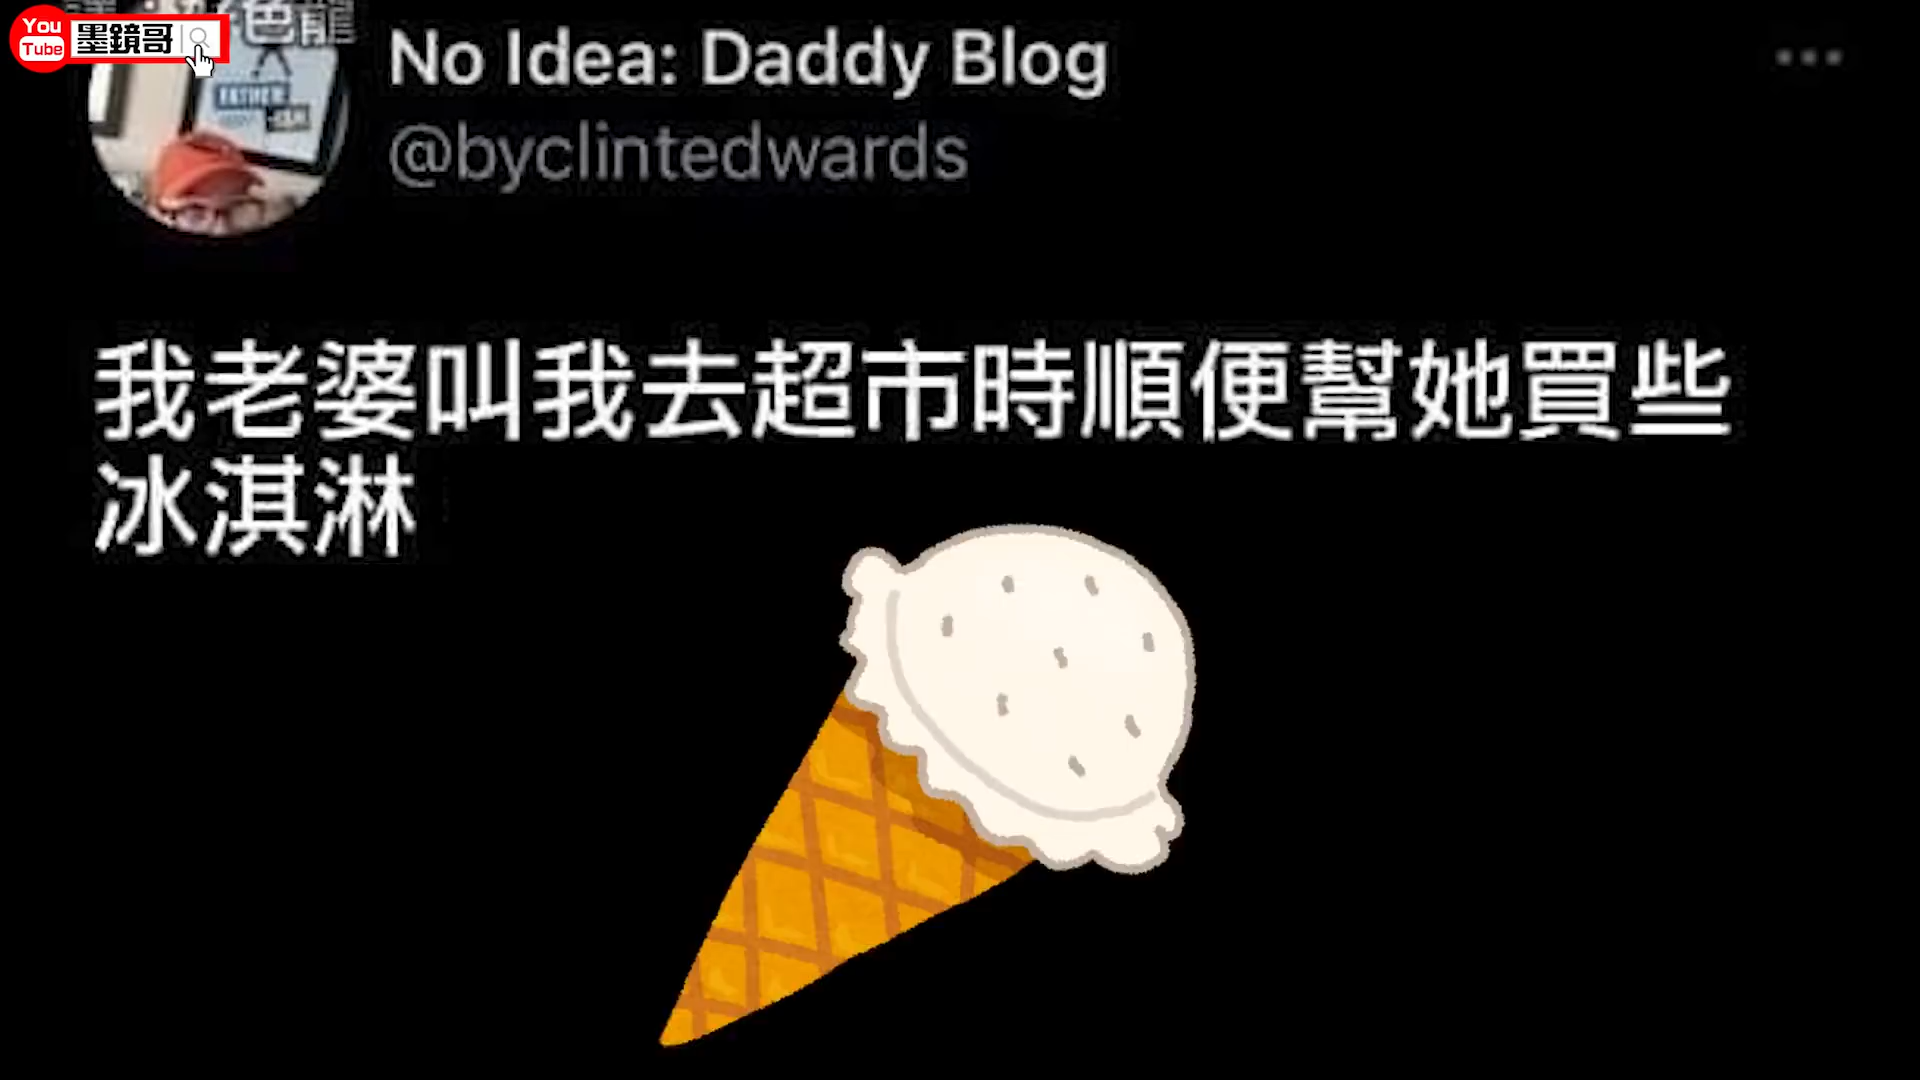 You
Tube
墨鏡哥
No Idea: Daddy Blog
@byclintedwards
我老婆叫我去超市時順便幫她買些
冰淇淋